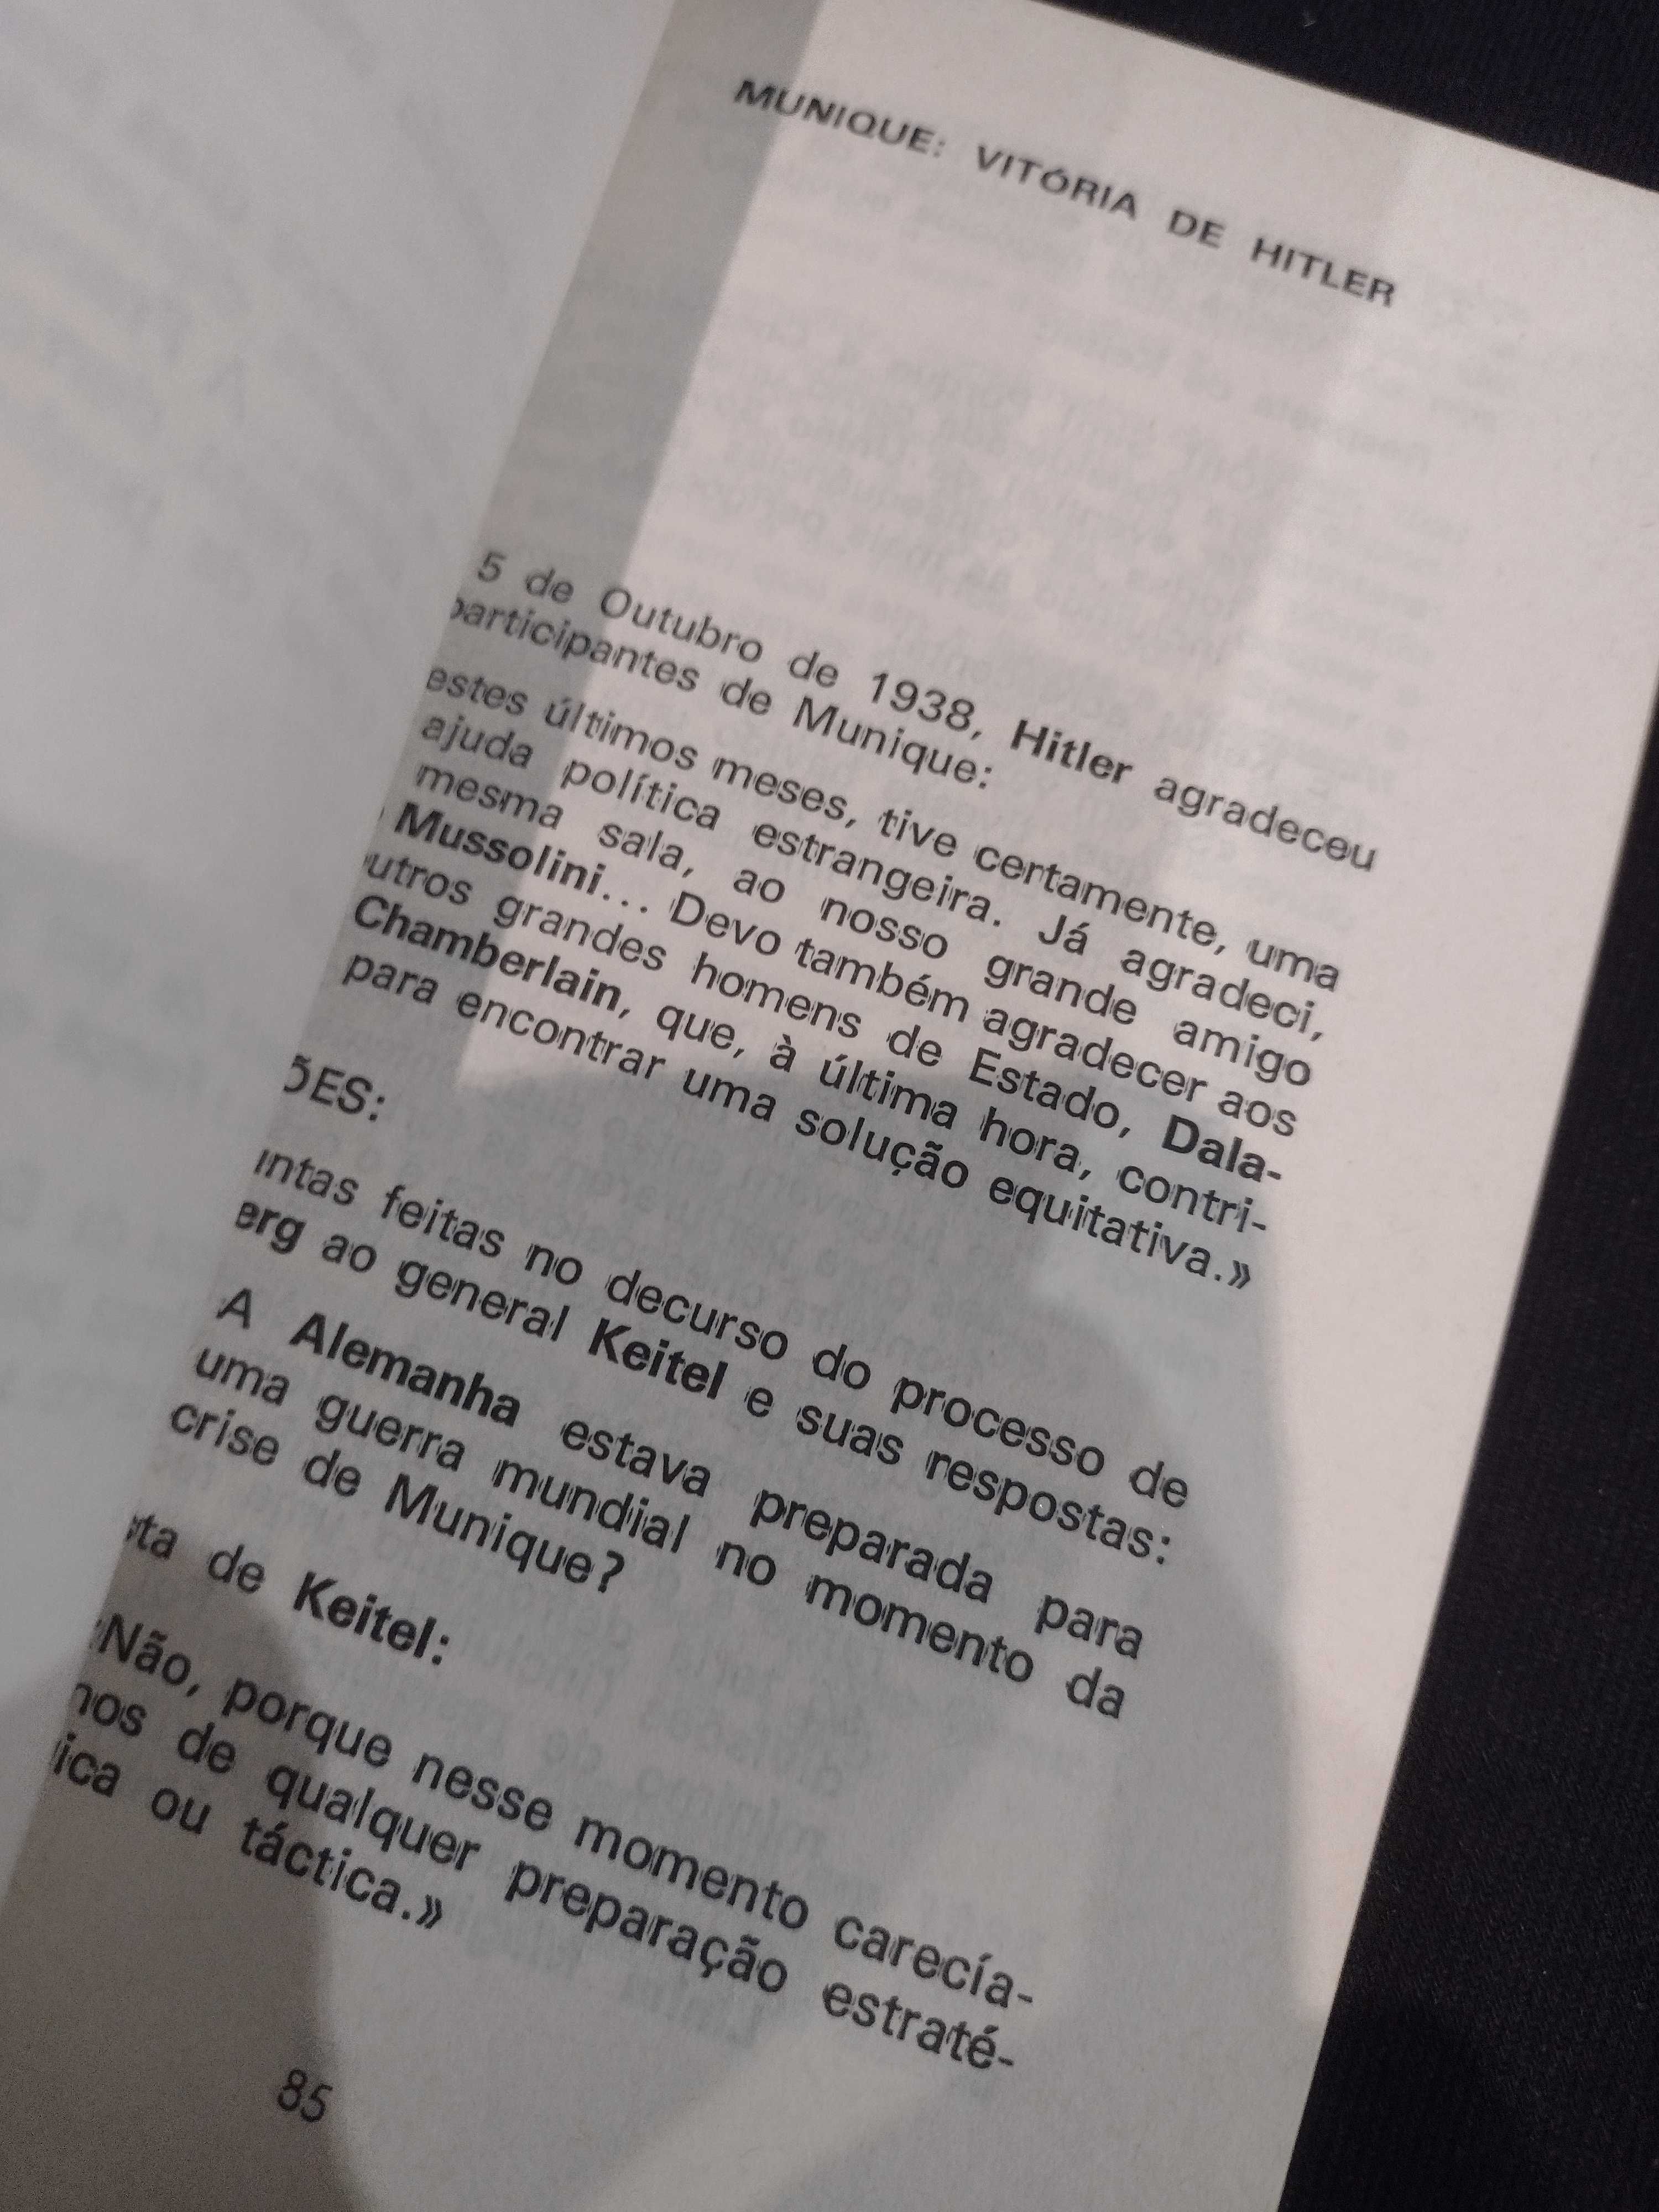 MUNIQUE: VITÓRIA DE HITLER
5 de Outubro de 1938, Hitler agradeceu
participantes de Munique:
estes últimos meses, tive certamente, uma
ajuda política estrangeira. Já agradeci,
mesma sala, ao nosso grande amigo
Mussolini... Devo também agradecer aos
utros grandes homens de Estado, Dala-
Chamberlain, que, à última hora, contri-
para encontrar uma solução equitativa.»
ÕES:
ntas feitas no decurso do processo de
erg ao general Keitel e suas respostas:
A Alemanha estava preparada para
uma guerra mundial no momento da
crise de Munique?
ta de Keitel:
«Não, porque nesse momento carecía-
mos de qualquer preparação estraté-
ica ou táctica.»
85